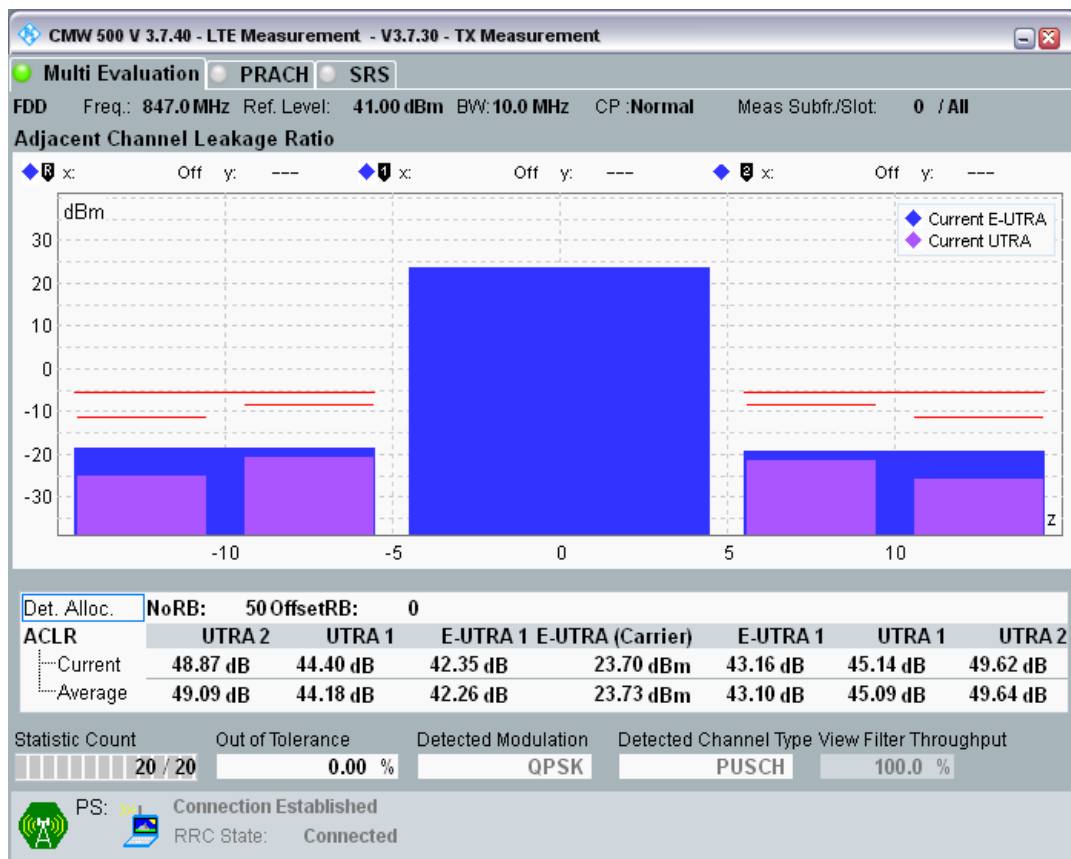 CMW 500 V 3.7.40 - LTE Measurement - V3.7.30 - TX Measurement
Multi Evaluation PRACH SRS
FDD Freq.: 847.0 MHz Ref. Level: 41.00 dBm BW: 10.0 MHz CP :Normal Meas Subfr./Slot: 0 / All
Adjacent Channel Leakage Ratio
R x: Off y: --- 1 x: Off y: --- 2 x: Off y: ---
dBm
Current E-UTRA
Current UTRA
30
20
10
0
-10
-20
-30
z
-10 -5 0 5 10
Det. Alloc. NoRB: 50 OffsetRB: 0
ACLR UTRA 2 UTRA 1 E-UTRA 1 E-UTRA (Carrier) E-UTRA 1 UTRA 1 UTRA 2
Current 48.87 dB 44.40 dB 42.35 dB 23.70 dBm 43.16 dB 45.14 dB 49.62 dB
Average 49.09 dB 44.18 dB 42.26 dB 23.73 dBm 43.10 dB 45.09 dB 49.64 dB
Statistic Count Out of Tolerance Detected Modulation Detected Channel Type View Filter Throughput
20 / 20 0.00 % QPSK PUSCH 100.0 %
PS: Connection Established
RRC State: Connected